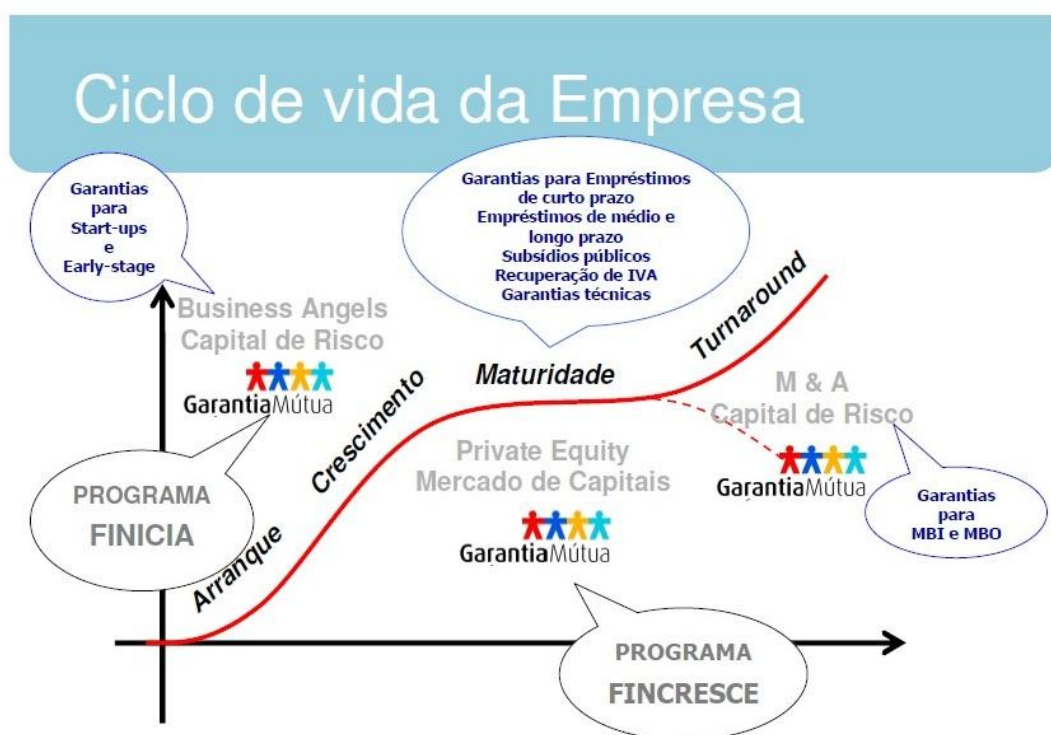 Ciclo de vida da Empresa
Garantias
para
Start-ups
e
Early-stage
Garantias para Empréstimos
de curto prazo
Empréstimos de médio e
longo prazo
Subsídios públicos
Recuperação de IVA
Garantias técnicas
Business Angels
Capital de Risco
GarantiaMútua
PROGRAMA
FINICIA
Arranque
Crescimento
Maturidade
Turnaround
Private Equity
Mercado de Capitais
GarantiaMútua
M & A
Capital de Risco
GarantiaMútua
Garantias
para
MBI e MBO
PROGRAMA
FINCRESCE